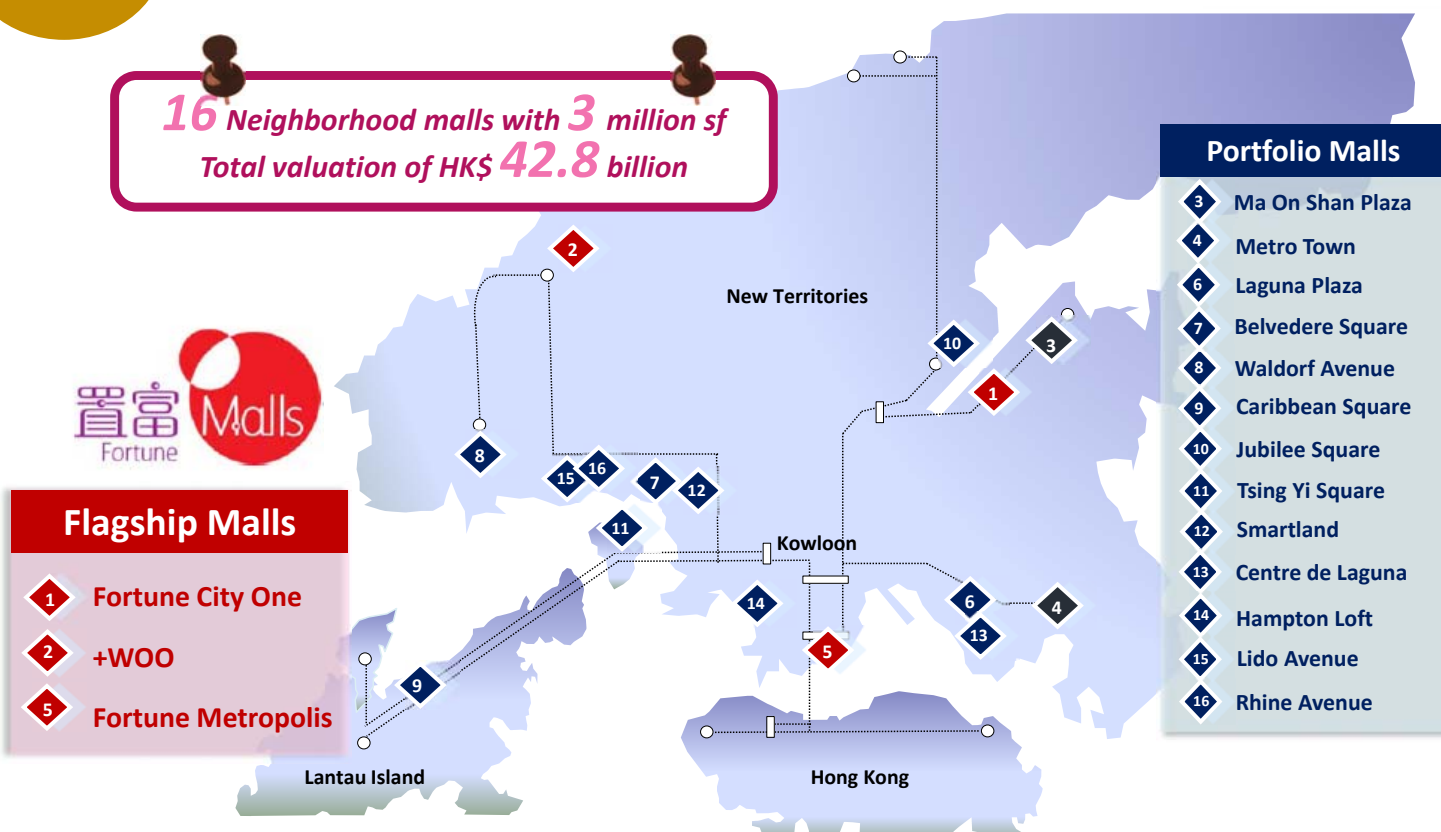 16 Neighborhood malls with 3 million sf
Total valuation of HK$ 42.8 billion
置富 Malls
Fortune
Flagship Malls
1 Fortune City One
2 +WOO
5 Fortune Metropolis
Portfolio Malls
3 Ma On Shan Plaza
4 Metro Town
6 Laguna Plaza
7 Belvedere Square
8 Waldorf Avenue
9 Caribbean Square
10 Jubilee Square
11 Tsing Yi Square
12 Smartland
13 Centre de Laguna
14 Hampton Loft
15 Lido Avenue
16 Rhine Avenue
2
New Territories
10
3
1
8
15
16
7
12
11
Kowloon
14
6
4
13
5
9
Lantau Island
Hong Kong